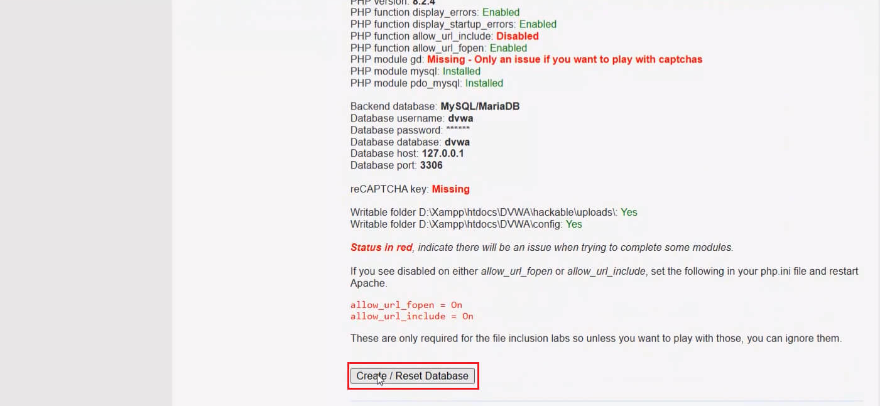 PHP version: 8.2.4
PHP function display_errors: Enabled
PHP function display_startup_errors: Enabled
PHP function allow_url_include: Disabled
PHP function allow_url_fopen: Enabled
PHP module gd: Missing - Only an issue if you want to play with captchas
PHP module mysql: Installed
PHP module pdo_mysql: Installed
Backend database: MySQL/MariaDB
Database username: dvwa
Database password: ******
Database database: dvwa
Database host: 127.0.0.1
Database port: 3306
reCAPTCHA key: Missing
Writable folder D:\Xampp\htdocs\DVWA\hackable\uploads\: Yes
Writable folder D:\Xampp\htdocs\DVWA\config: Yes
Status in red, indicate there will be an issue when trying to complete some modules.
If you see disabled on either allow_url_fopen or allow_url_include, set the following in your php.ini file and restart
Apache.
allow_url_fopen = On
allow_url_include = On
These are only required for the file inclusion labs so unless you want to play with those, you can ignore them.
Create / Reset Database